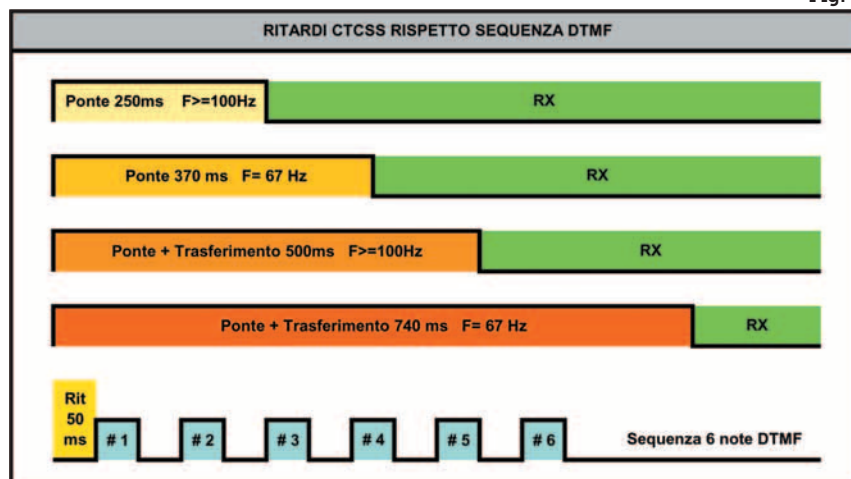 RITARDI CTCSS RISPETTO SEQUENZA DTMF
Ponte 250ms F>=100Hz RX
Ponte 370 ms F= 67 Hz RX
Ponte + Trasferimento 500ms F>=100Hz RX
Ponte + Trasferimento 740 ms F= 67 Hz RX
Rit
50
ms # 1 # 2 # 3 # 4 # 5 # 6 Sequenza 6 note DTMF